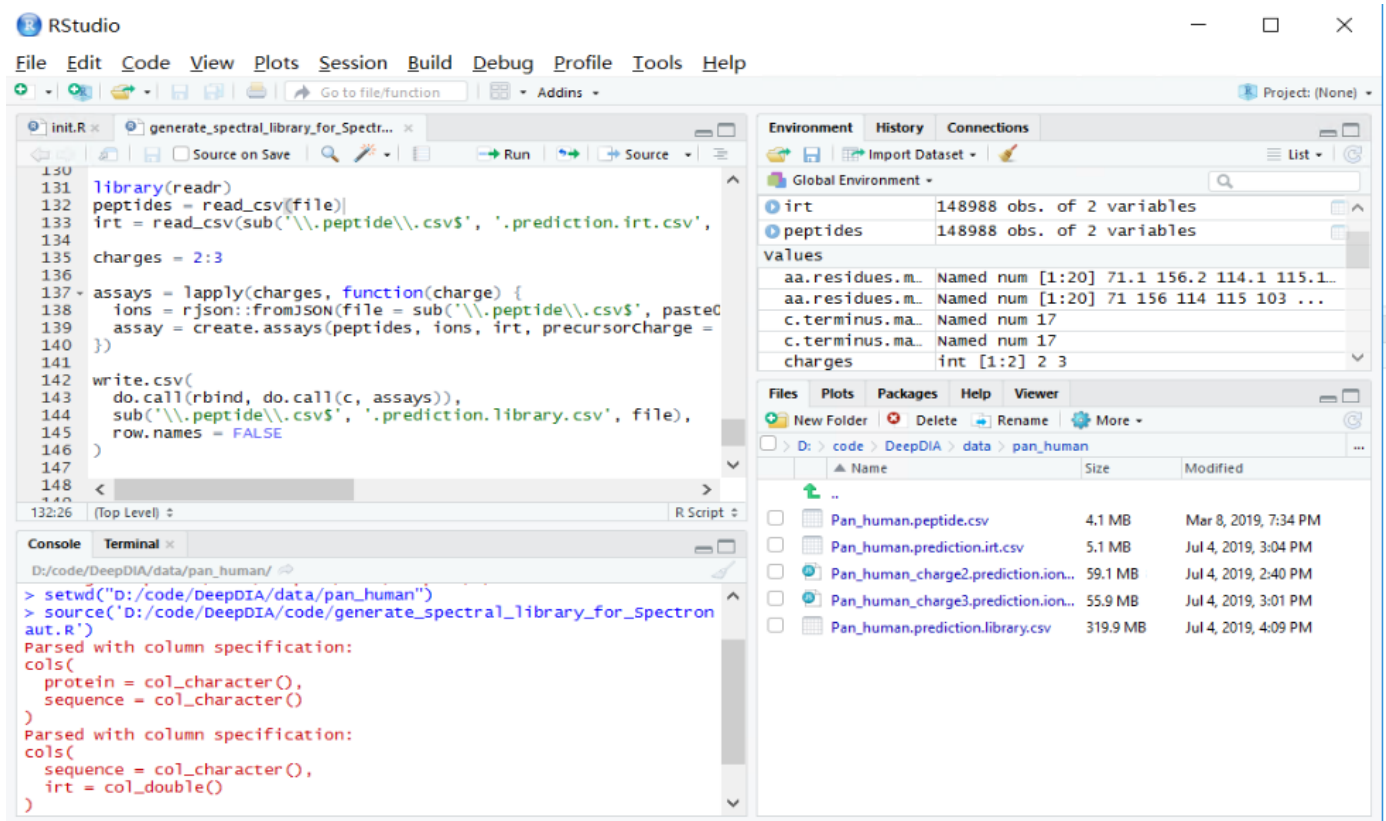 RStudio
File Edit Code View Plots Session Build Debug Profile Tools Help
Go to file/function Addins Project: (None)
init.R generate_spectral_library_for_Spectr...
Source on Save Run Source
130
131 library(readr)
132 peptides = read_csv(file)
133 irt = read_csv(sub('\\.peptide\\.csv$', '.prediction.irt.csv',
134
135 charges = 2:3
136
137 assays = lapply(charges, function(charge) {
138 ions = rjson::fromJSON(file = sub('\\.peptide\\.csv$', paste0
139 assay = create.assays(peptides, ions, irt, precursorCharge =
140 })
141
142 write.csv(
143 do.call(rbind, do.call(c, assays)),
144 sub('\\.peptide\\.csv$', '.prediction.library.csv', file),
145 row.names = FALSE
146 )
147
148
149
132:26 (Top Level) R Script
Console Terminal
D:/code/DeepDIA/data/pan_human/
> setwd("D:/code/DeepDIA/data/pan_human")
> source('D:/code/DeepDIA/code/generate_spectral_library_for_Spectron
aut.R')
Parsed with column specification:
cols(
protein = col_character(),
sequence = col_character()
)
Parsed with column specification:
cols(
sequence = col_character(),
irt = col_double()
)
Environment History Connections
Import Dataset List
Global Environment
irt 148988 obs. of 2 variables
peptides 148988 obs. of 2 variables
values
aa.residues.m… Named num [1:20] 71.1 156.2 114.1 115.1…
aa.residues.m… Named num [1:20] 71 156 114 115 103 ...
c.terminus.ma… Named num 17
c.terminus.ma… Named num 17
charges int [1:2] 2 3
Files Plots Packages Help Viewer
New Folder Delete Rename More
D: > code > DeepDIA > data > pan_human ...
Name Size Modified
..
Pan_human.peptide.csv 4.1 MB Mar 8, 2019, 7:34 PM
Pan_human.prediction.irt.csv 5.1 MB Jul 4, 2019, 3:04 PM
Pan_human_charge2.prediction.ion... 59.1 MB Jul 4, 2019, 2:40 PM
Pan_human_charge3.prediction.ion... 55.9 MB Jul 4, 2019, 3:01 PM
Pan_human.prediction.library.csv 319.9 MB Jul 4, 2019, 4:09 PM